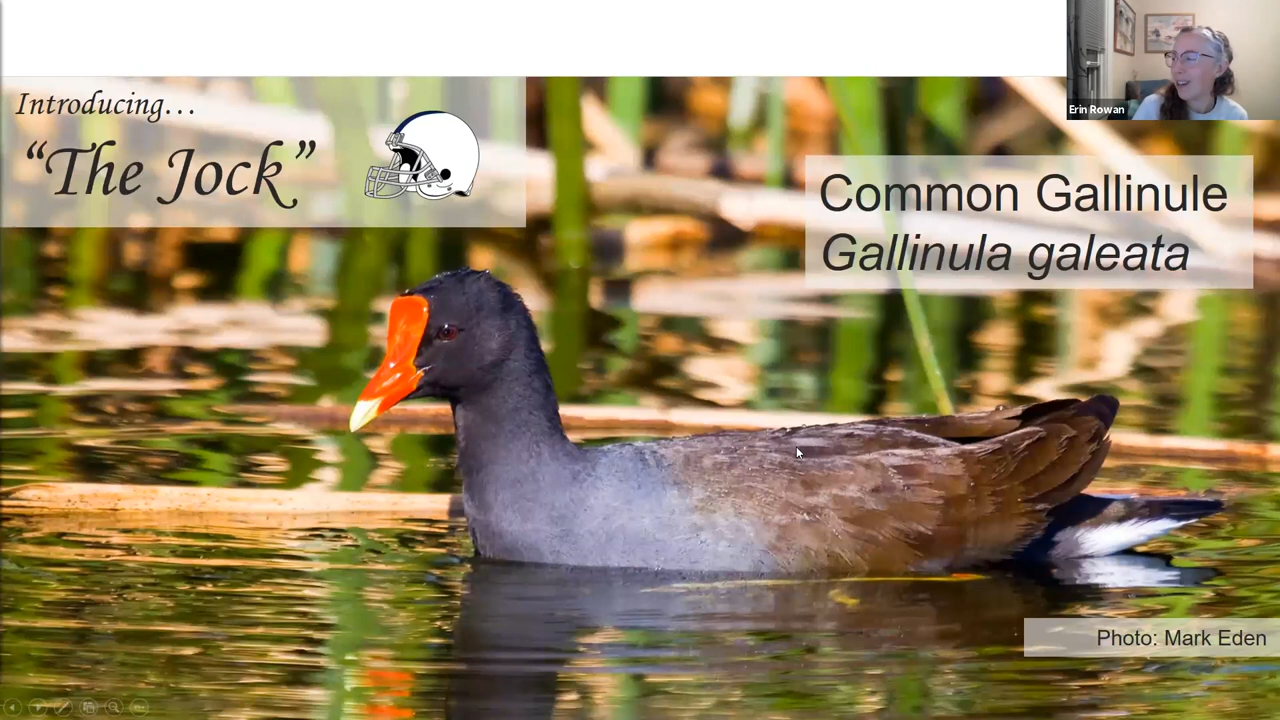 Introducing…
“The Jock”
Erin Rowan
Common Gallinule
Gallinula galeata
Photo: Mark Eden